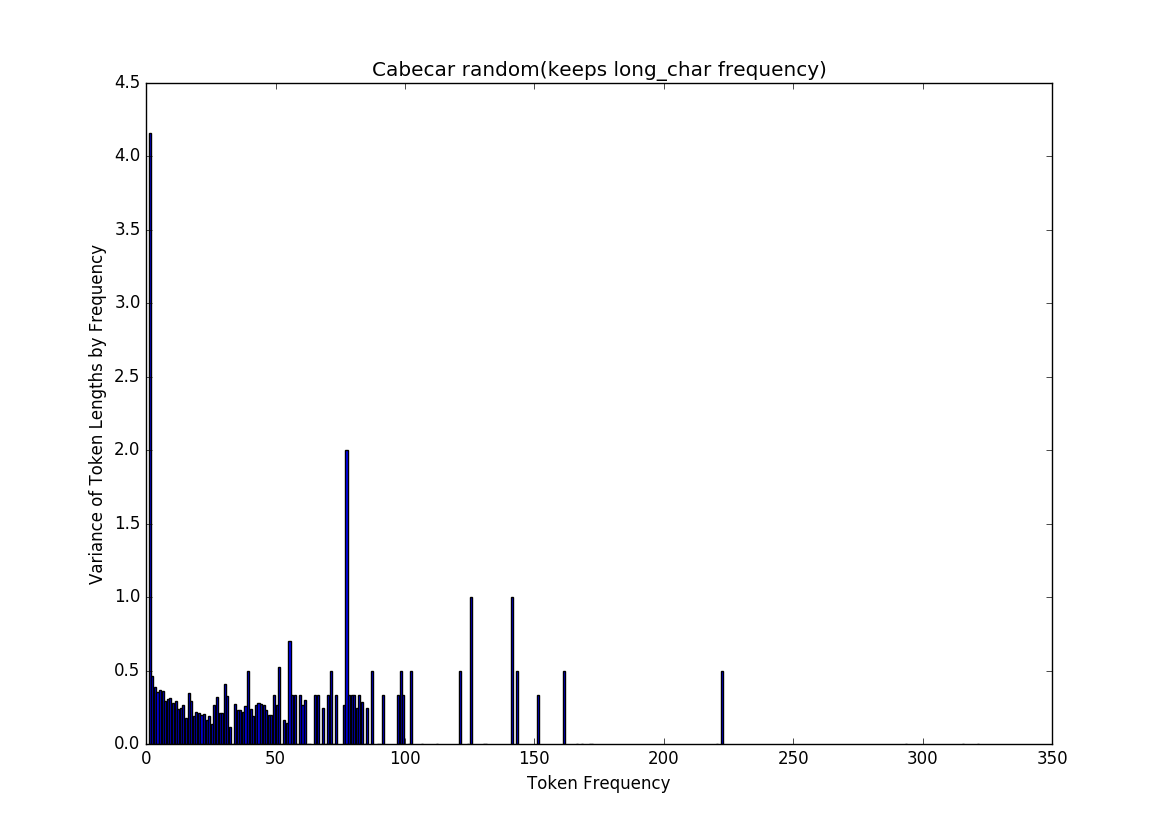 Cabecar random(keeps long_char frequency)
4.5
4.0
3.5
3.0
2.5
2.0
1.5
1.0
0.5
0.0
Variance of Token Lengths by Frequency
0 50 100 150 200 250 300 350
Token Frequency